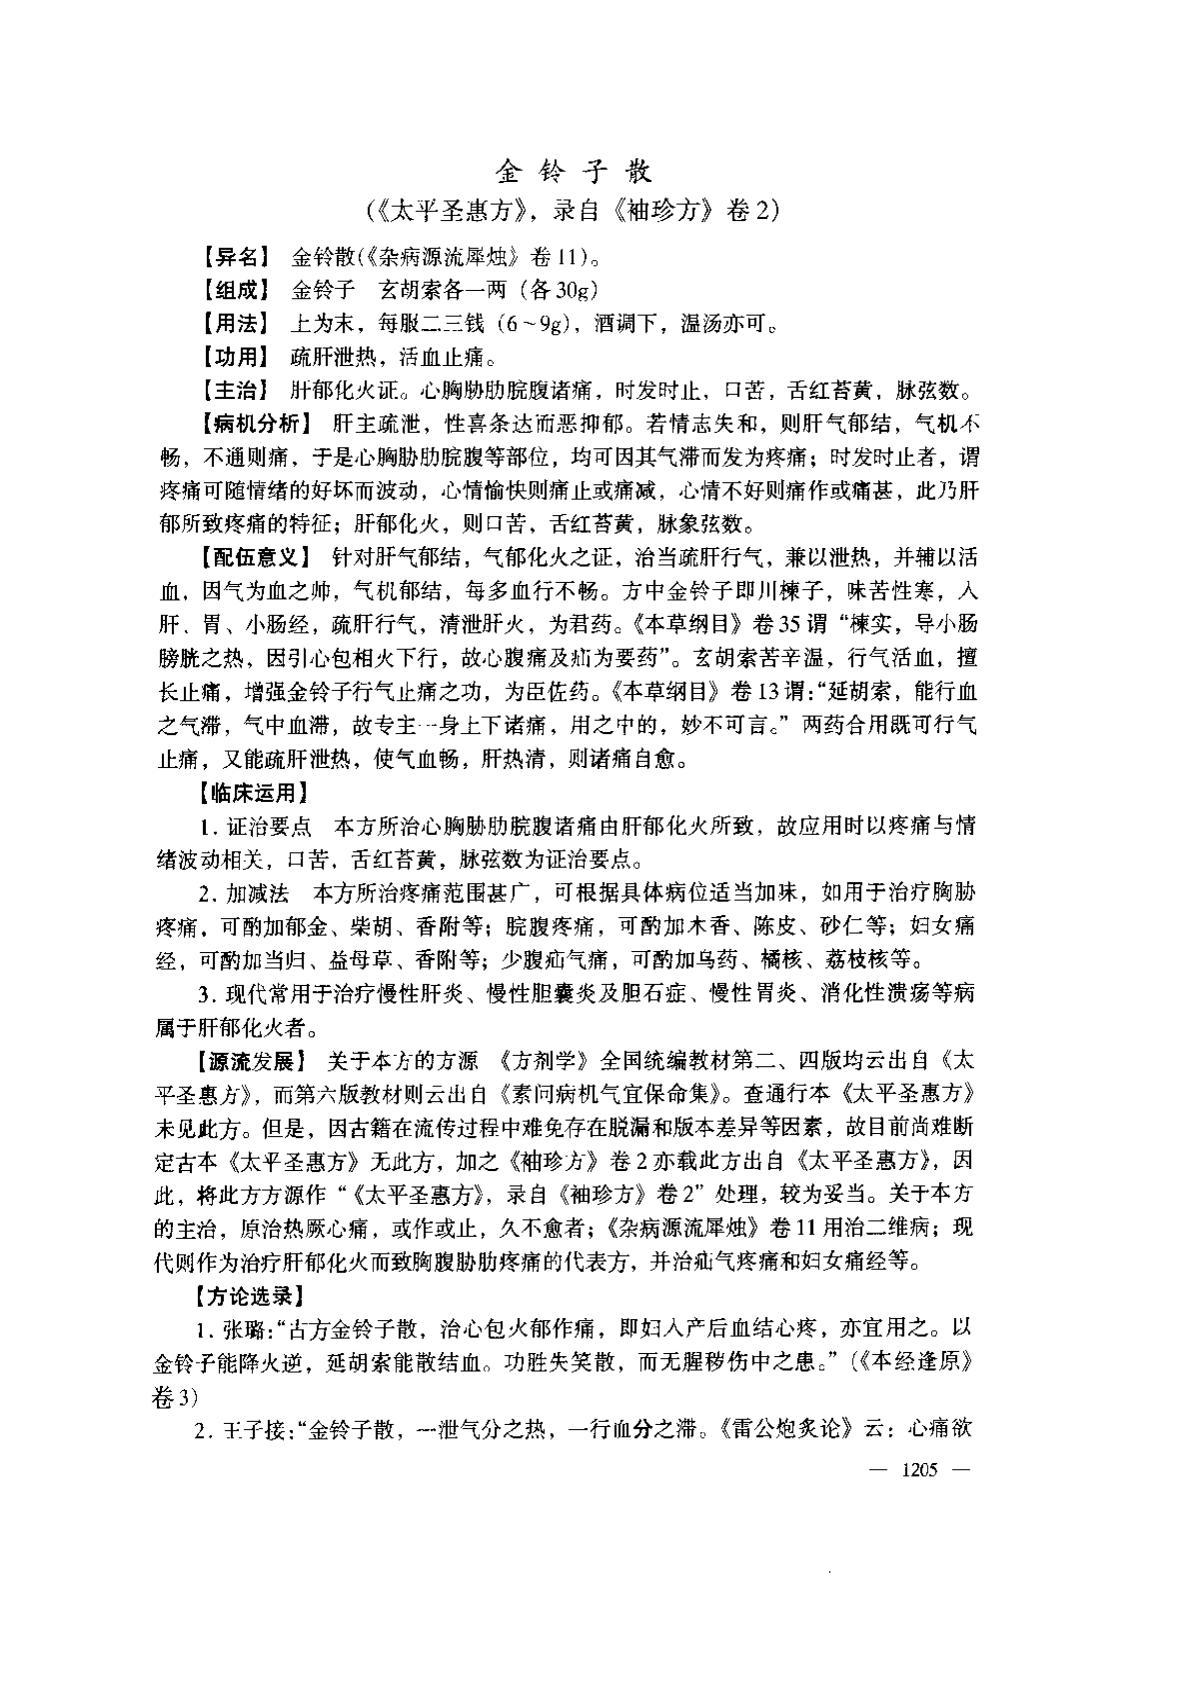 金铃子散
(《太平圣惠方》，录自《袖珍方》卷2)
【异名】 金铃散(《杂病源流犀烛》卷11)。
【组成】 金铃子 玄胡索各一两（各30g）
【用法】 上为末，每服二三钱（6~9g），酒调下，温汤亦可。
【功用】 疏肝泄热，活血止痛。
【主治】 肝郁化火证。心胸胁肋脘腹诸痛，时发时止，口苦，舌红苔黄，脉弦数。
【病机分析】 肝主疏泄，性喜条达而恶抑郁。若情志失和，则肝气郁结，气机不
畅，不通则痛，于是心胸胁肋脘腹等部位，均可因其气滞而发为疼痛；时发时止者，谓
疼痛可随情绪的好坏而波动，心情愉快则痛止或痛减，心情不好则痛作或痛甚，此乃肝
郁所致疼痛的特征；肝郁化火，则口苦，舌红苔黄，脉象弦数。
【配伍意义】 针对肝气郁结，气郁化火之证，治当疏肝行气，兼以泄热，并辅以活
血，因气为血之帅，气机郁结，每多血行不畅。方中金铃子即川楝子，味苦性寒，入
肝、胃、小肠经，疏肝行气，清泄肝火，为君药。《本草纲目》卷35谓“楝实，导小肠
膀胱之热，因引心包相火下行，故心腹痛及疝为要药”。玄胡索苦辛温，行气活血，擅
长止痛，增强金铃子行气止痛之功，为臣佐药。《本草纲目》卷13谓：“延胡索，能行血
之气滞，气中血滞，故专主一身上下诸痛，用之中的，妙不可言。”两药合用既可行气
止痛，又能疏肝泄热，使气血畅，肝热清，则诸痛自愈。
【临床运用】
1. 证治要点 本方所治心胸胁肋脘腹诸痛由肝郁化火所致，故应用时以疼痛与情
绪波动相关，口苦，舌红苔黄，脉弦数为证治要点。
2. 加减法 本方所治疼痛范围甚广，可根据具体病位适当加味，如用于治疗胸胁
疼痛，可酌加郁金、柴胡、香附等；脘腹疼痛，可酌加木香、陈皮、砂仁等；妇女痛
经，可酌加当归、益母草、香附等；少腹疝气痛，可酌加乌药、橘核、荔枝核等。
3. 现代常用于治疗慢性肝炎、慢性胆囊炎及胆石症、慢性胃炎、消化性溃疡等病
属于肝郁化火者。
【源流发展】 关于本方的方源 《方剂学》全国统编教材第二、四版均云出自《太
平圣惠方》，而第六版教材则云出自《素问病机气宜保命集》。查通行本《太平圣惠方》
未见此方。但是，因古籍在流传过程中难免存在脱漏和版本差异等因素，故目前尚难断
定古本《太平圣惠方》无此方，加之《袖珍方》卷2亦载此方出自《太平圣惠方》，因
此，将此方方源作“《太平圣惠方》，录自《袖珍方》卷2”处理，较为妥当。关于本方
的主治，原治热厥心痛，或作或止，久不愈者；《杂病源流犀烛》卷11用治二维病；现
代则作为治疗肝郁化火而致胸腹胁肋疼痛的代表方，并治疝气疼痛和妇女痛经等。
【方论选录】
1. 张璐：“古方金铃子散，治心包火郁作痛，即妇人产后血结心疼，亦宜用之。以
金铃子能降火逆，延胡索能散结血。功胜失笑散，而无腥秽伤中之患。”（《本经逢原》
卷3）
2. 王子接：“金铃子散，一泄气分之热，一行血分之滞。《雷公炮炙论》云：心痛欲
— 1205 —